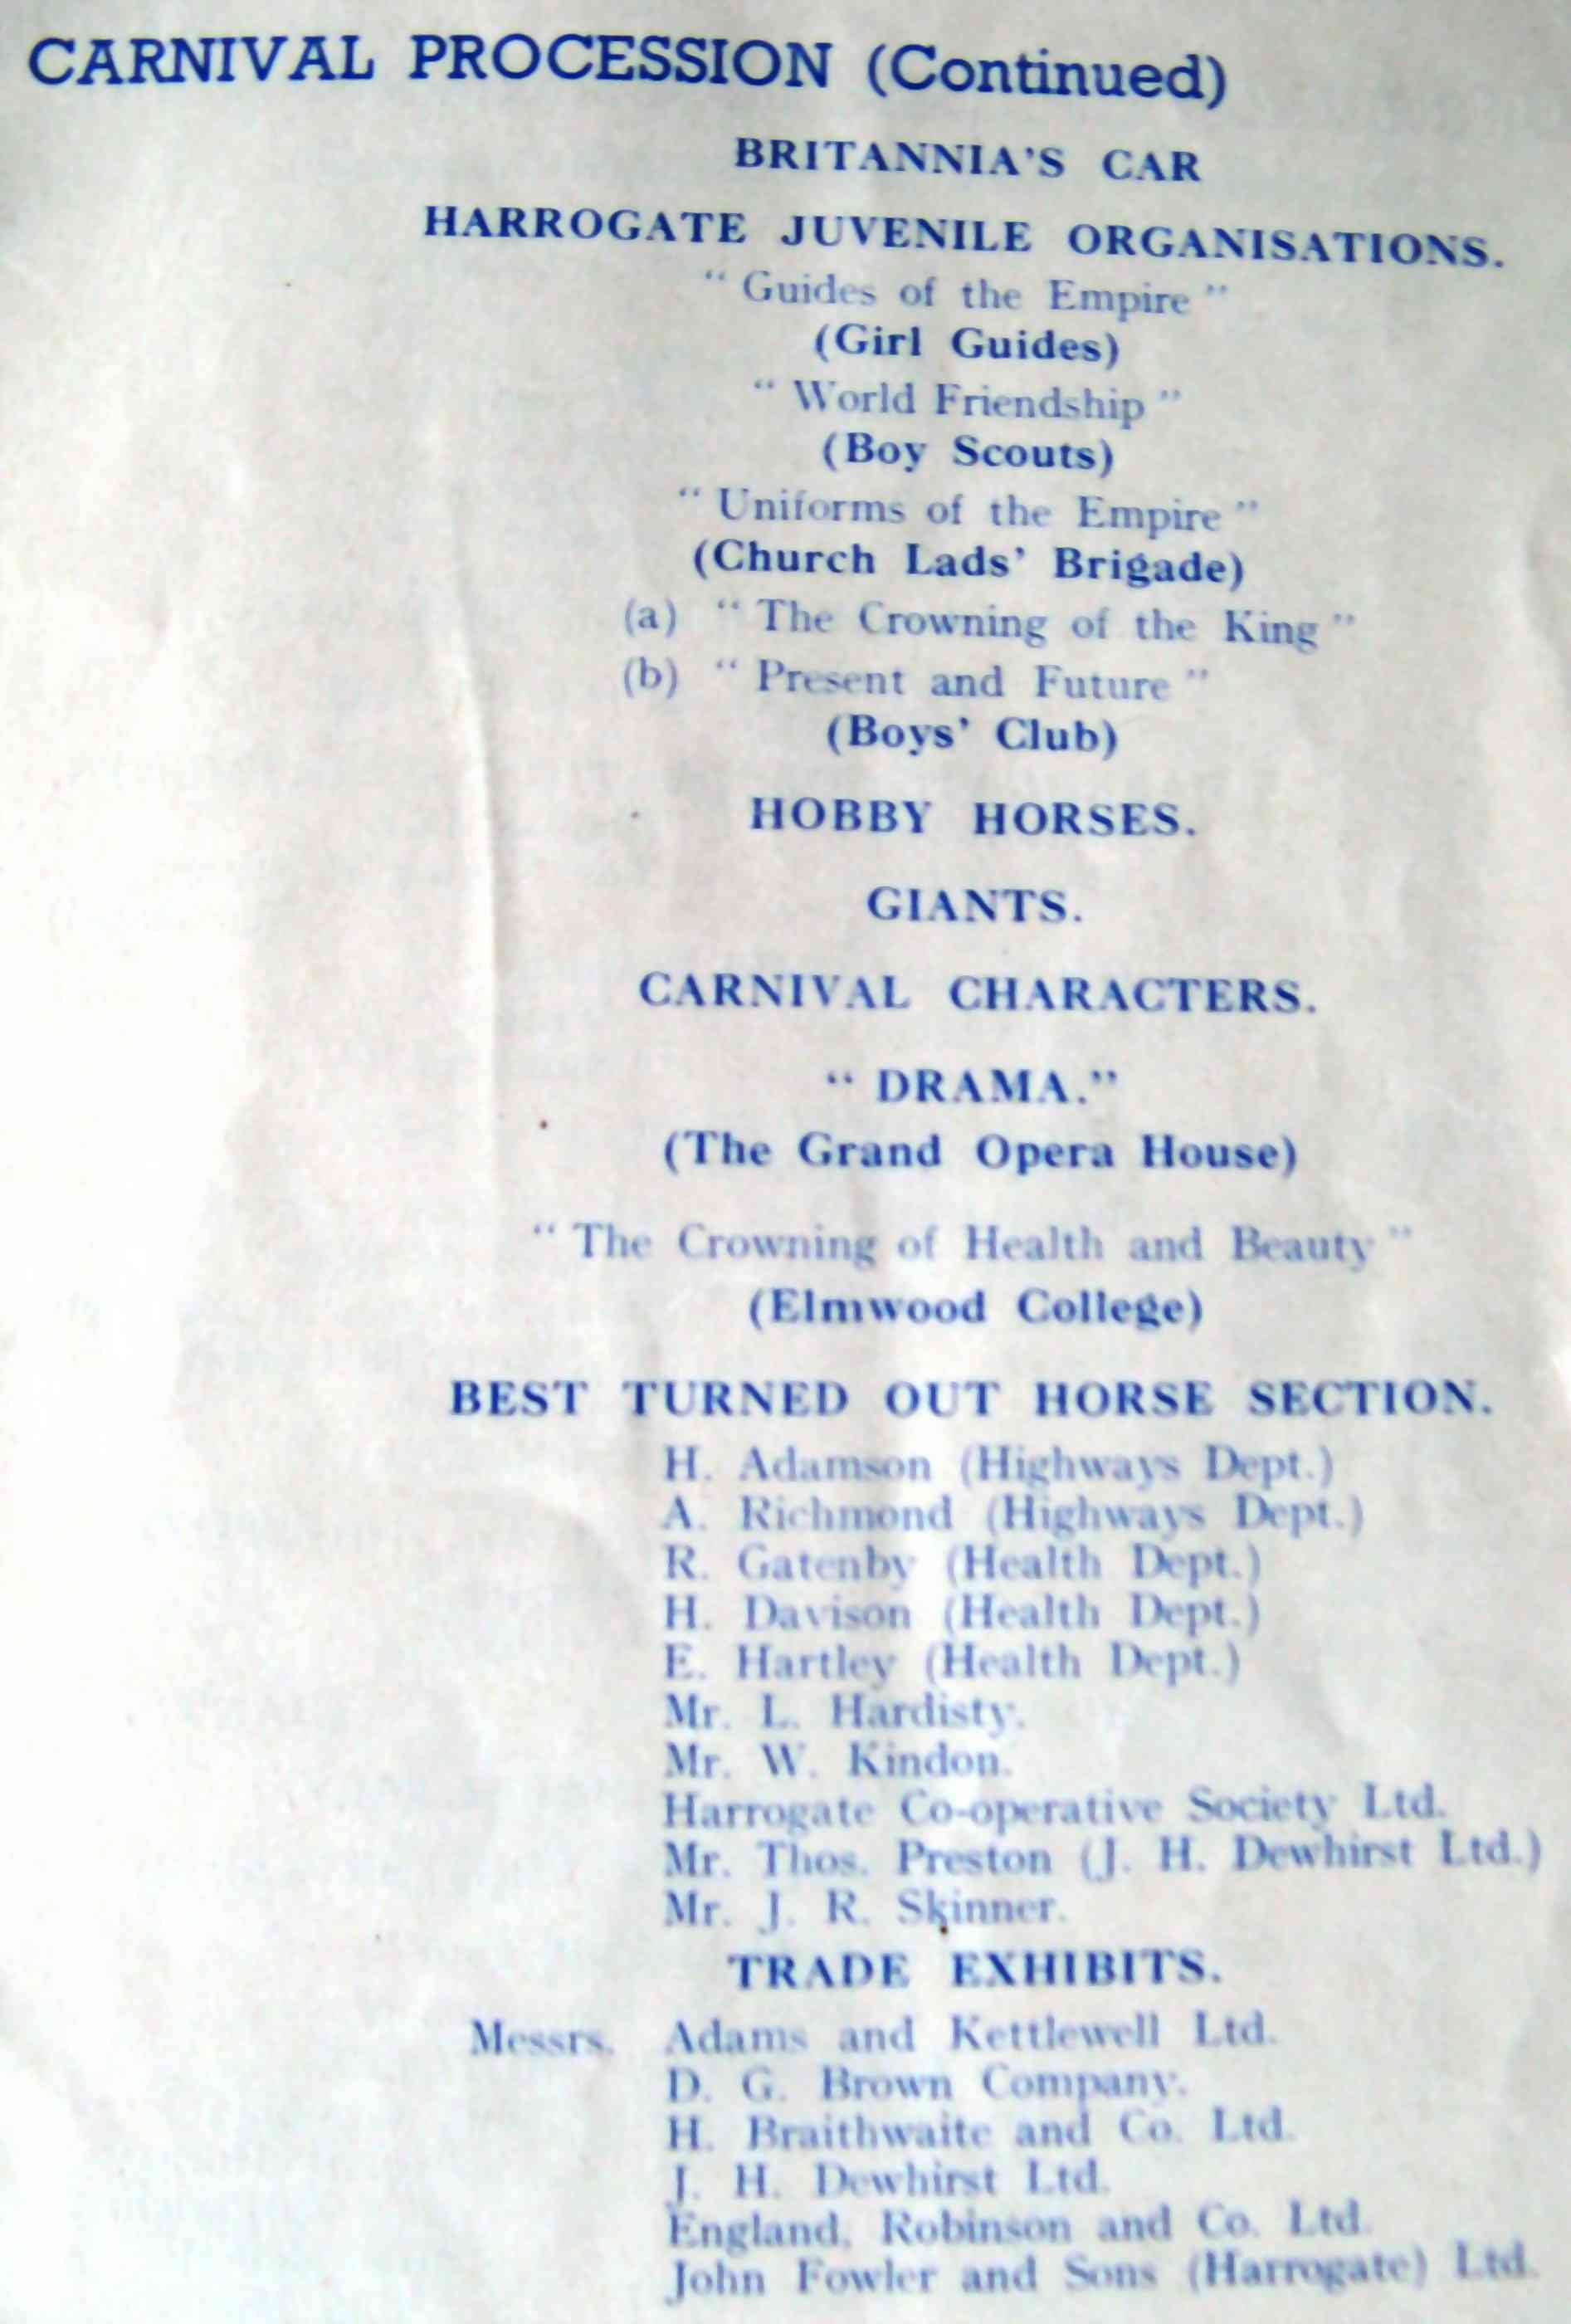 CARNIVAL PROCESSION (Continued)
BRITANNIA'S CAR
HARROGATE JUVENILE ORGANISATIONS.
“ Guides of the Empire ”
(Girl Guides)
“ World Friendship ”
(Boy Scouts)
“ Uniforms of the Empire ”
(Church Lads’ Brigade)
(a) “ The Crowning of the King ”
(b) “ Present and Future ”
(Boys’ Club)
HOBBY HORSES.
GIANTS.
CARNIVAL CHARACTERS.
“ DRAMA.”
(The Grand Opera House)
“ The Crowning of Health and Beauty ”
(Elmwood College)
BEST TURNED OUT HORSE SECTION.
H. Adamson (Highways Dept.)
A. Richmond (Highways Dept.)
R. Gatenby (Health Dept.)
H. Davison (Health Dept.)
E. Hartley (Health Dept.)
Mr. L. Hardisty.
Mr. W. Kindon.
Harrogate Co-operative Society Ltd.
Mr. Thos. Preston (J. H. Dewhirst Ltd.)
Mr. J. R. Skinner.
TRADE EXHIBITS.
Messrs. Adams and Kettlewell Ltd.
D. G. Brown Company.
H. Braithwaite and Co. Ltd.
J. H. Dewhirst Ltd.
England, Robinson and Co. Ltd.
John Fowler and Sons (Harrogate) Ltd.